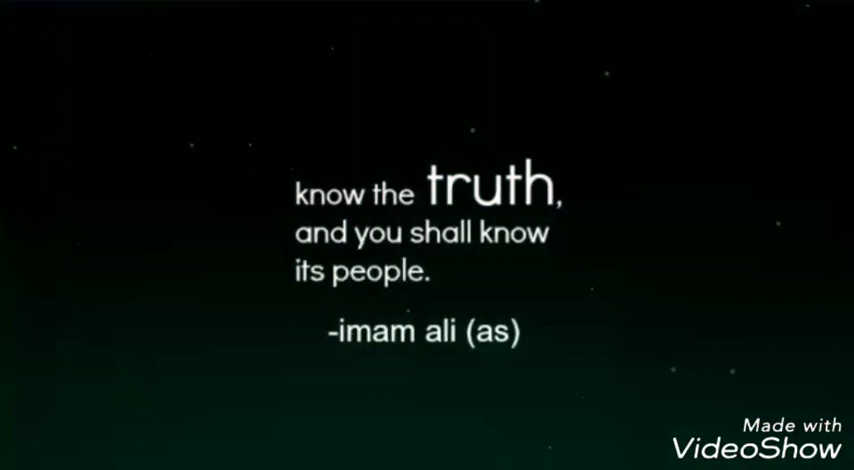 know the truth,
and you shall know
its people.
-imam ali (as)
Made with
VideoShow